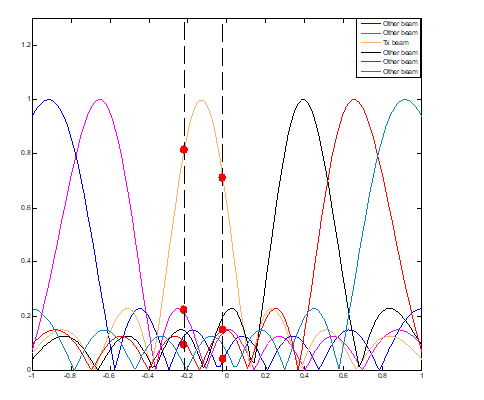 Other beam
Other beam
Tx beam
Other beam
Other beam
Other beam
1.2
1
0.8
0.6
0.4
0.2
0
-1 -0.8 -0.6 -0.4 -0.2 0 0.2 0.4 0.6 0.8 1